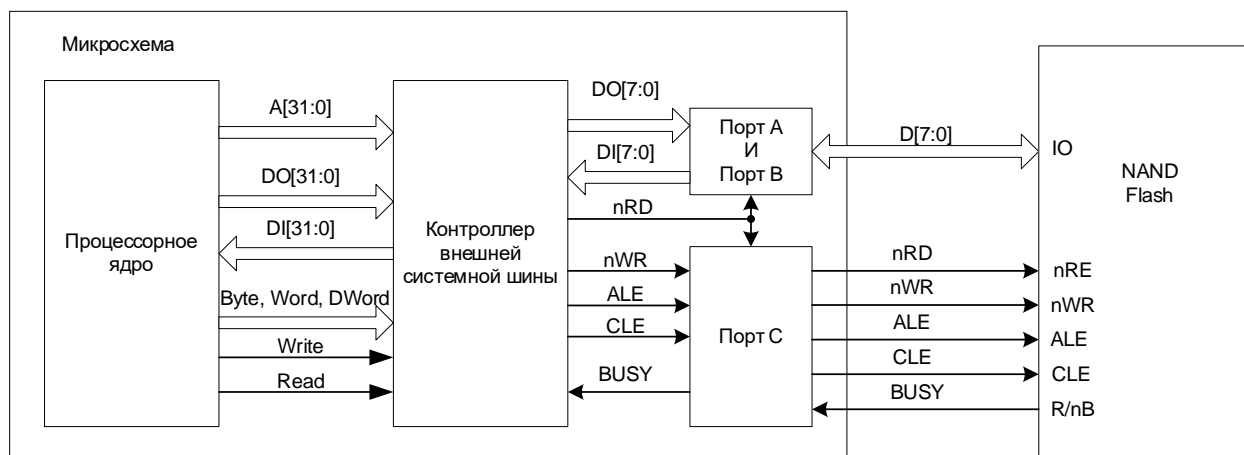 Микросхема
Процессорное
ядро
A[31:0]
DO[31:0]
DI[31:0]
Byte, Word, DWord
Write
Read
Контроллер
внешней
системной шины
DO[7:0]
DI[7:0]
nRD
nWR
ALE
CLE
BUSY
Порт А
И
Порт В
Порт С
D[7:0]
nRD
nWR
ALE
CLE
BUSY
IO
NAND
Flash
nRE
nWR
ALE
CLE
R/nB